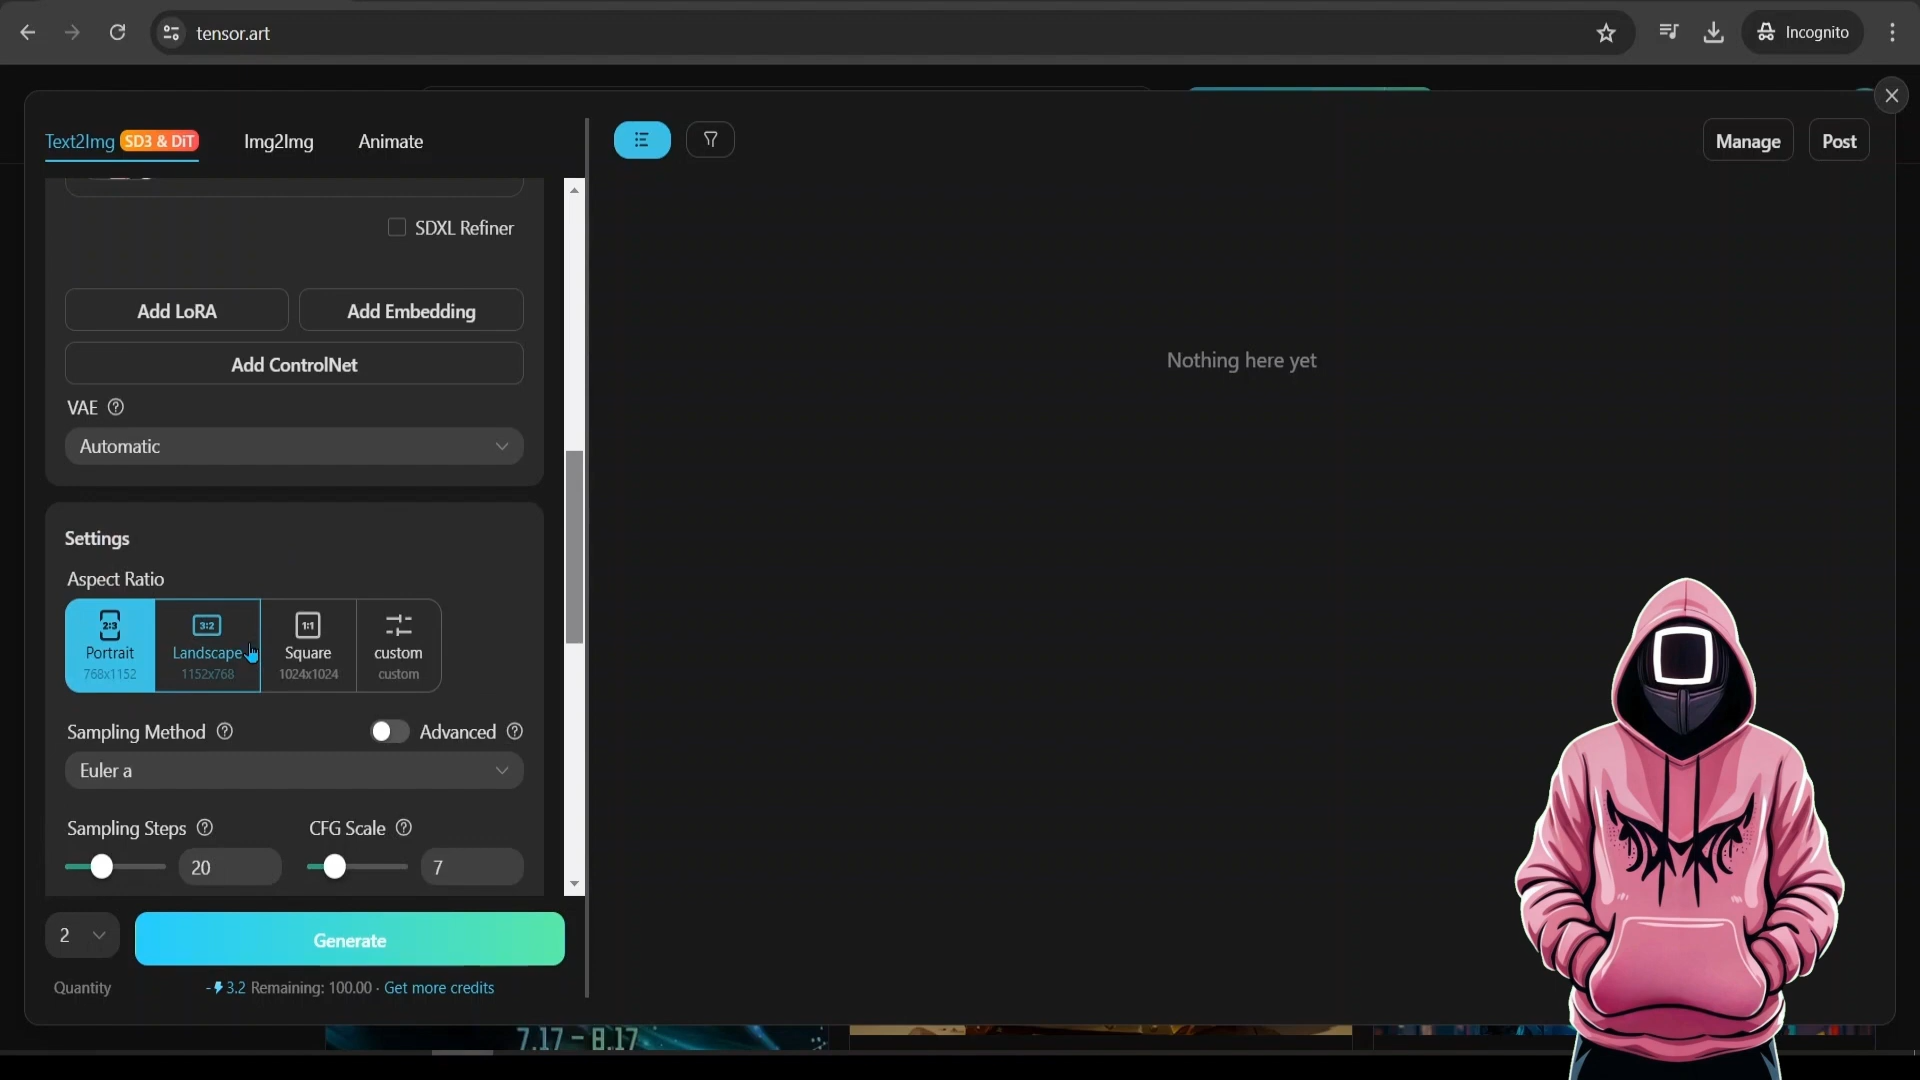 tensor.art
Incognito
Text2Img SD3 & DiT Img2Img Animate
Manage Post
SDXL Refiner
Add LoRA Add Embedding
Add ControlNet
VAE
Automatic
Nothing here yet
Settings
Aspect Ratio
2:3 3:2 1:1
Portrait Landscape Square custom
768x1152 1152x768 1024x1024 custom
Sampling Method Advanced
Euler a
Sampling Steps CFG Scale
20 7
2 Generate
Quantity - 3.2 Remaining: 100.00 · Get more credits
7.17 – 8.17